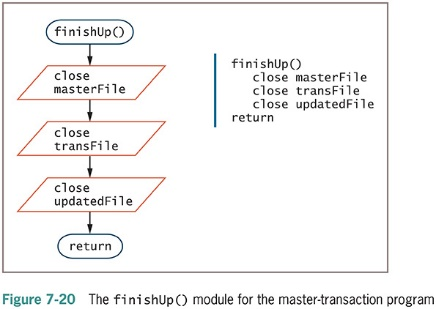 finishUp()
close
masterFile
close
transFile
close
updatedFile
return
finishUp()
close masterFile
close transFile
close updatedFile
return
Figure 7-20 The finishUp() module for the master-transaction program